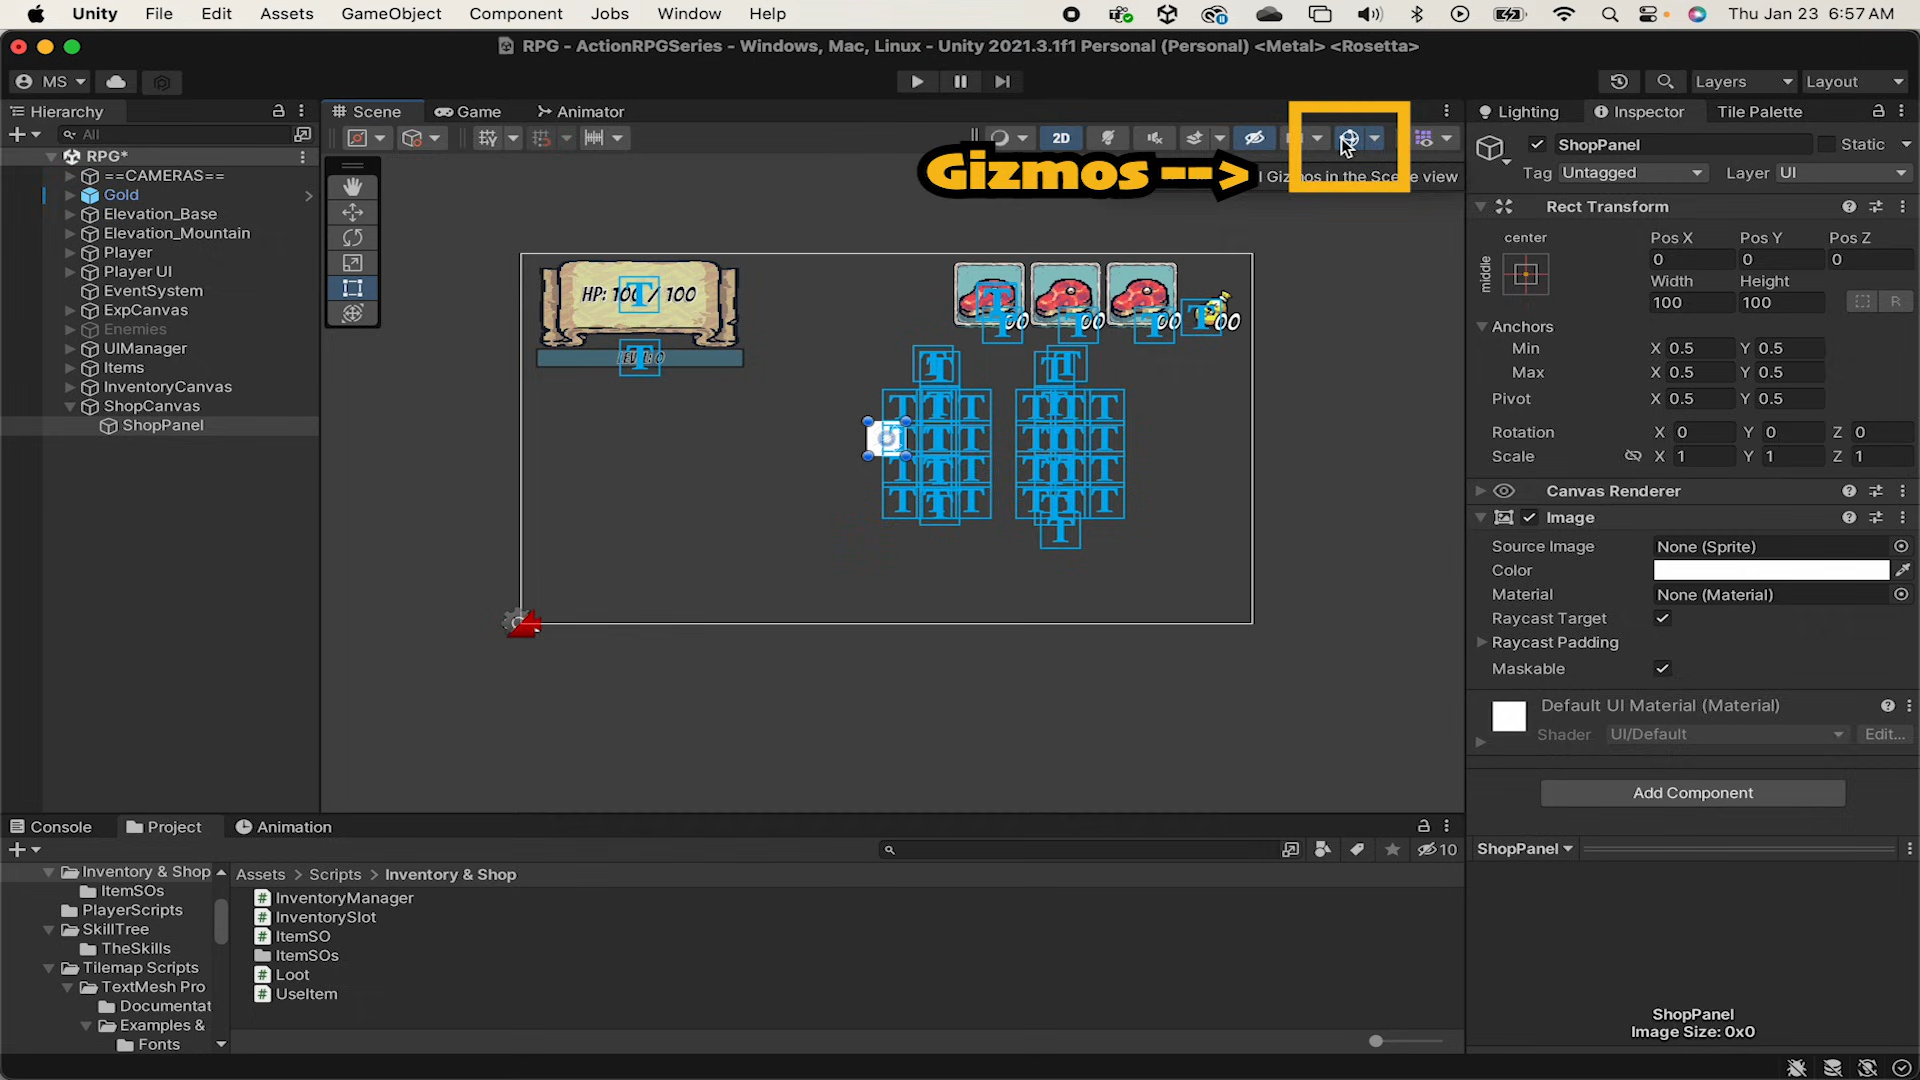 Unity File Edit Assets GameObject Component Jobs Window Help Thu Jan 23 6:57 AM
RPG - ActionRPGSeries - Windows, Mac, Linux - Unity 2021.3.1f1 Personal (Personal) <Metal> <Rosetta>
MS Layers Layout
Hierarchy Scene Game Animator Lighting Inspector Tile Palette
All 2D ShopPanel Static
Gizmos --> Gizmos in the Scene view
Tag Untagged Layer UI
RPG*
==CAMERAS==
Gold
Elevation_Base
Elevation_Mountain
Player
Player UI
EventSystem
ExpCanvas
Enemies
UIManager
Items
InventoryCanvas
ShopCanvas
ShopPanel
HP: 100 / 100
00 00 00 00
Rect Transform
center Pos X Pos Y Pos Z
middle 0 0 0
Width Height
100 100 R
Anchors
Min X 0.5 Y 0.5
Max X 0.5 Y 0.5
Pivot X 0.5 Y 0.5
Rotation X 0 Y 0 Z 0
Scale X 1 Y 1 Z 1
Canvas Renderer
Image
Source Image None (Sprite)
Color
Material None (Material)
Raycast Target
Raycast Padding
Maskable
Default UI Material (Material)
Shader UI/Default Edit...
Add Component
Console Project Animation
10
ShopPanel
Inventory & Shop
ItemSOs
PlayerScripts
SkillTree
TheSkills
Tilemap Scripts
TextMesh Pro
Documentat
Examples &
Fonts
Assets > Scripts > Inventory & Shop
InventoryManager
InventorySlot
ItemSO
ItemSOs
Loot
UseItem
ShopPanel
Image Size: 0x0